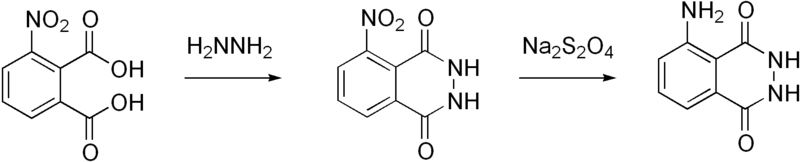 NO₂ O
OH
OH
O
H₂NNH₂
NO₂ O
NH
NH
O
Na₂S₂O₄
NH₂ O
NH
NH
O